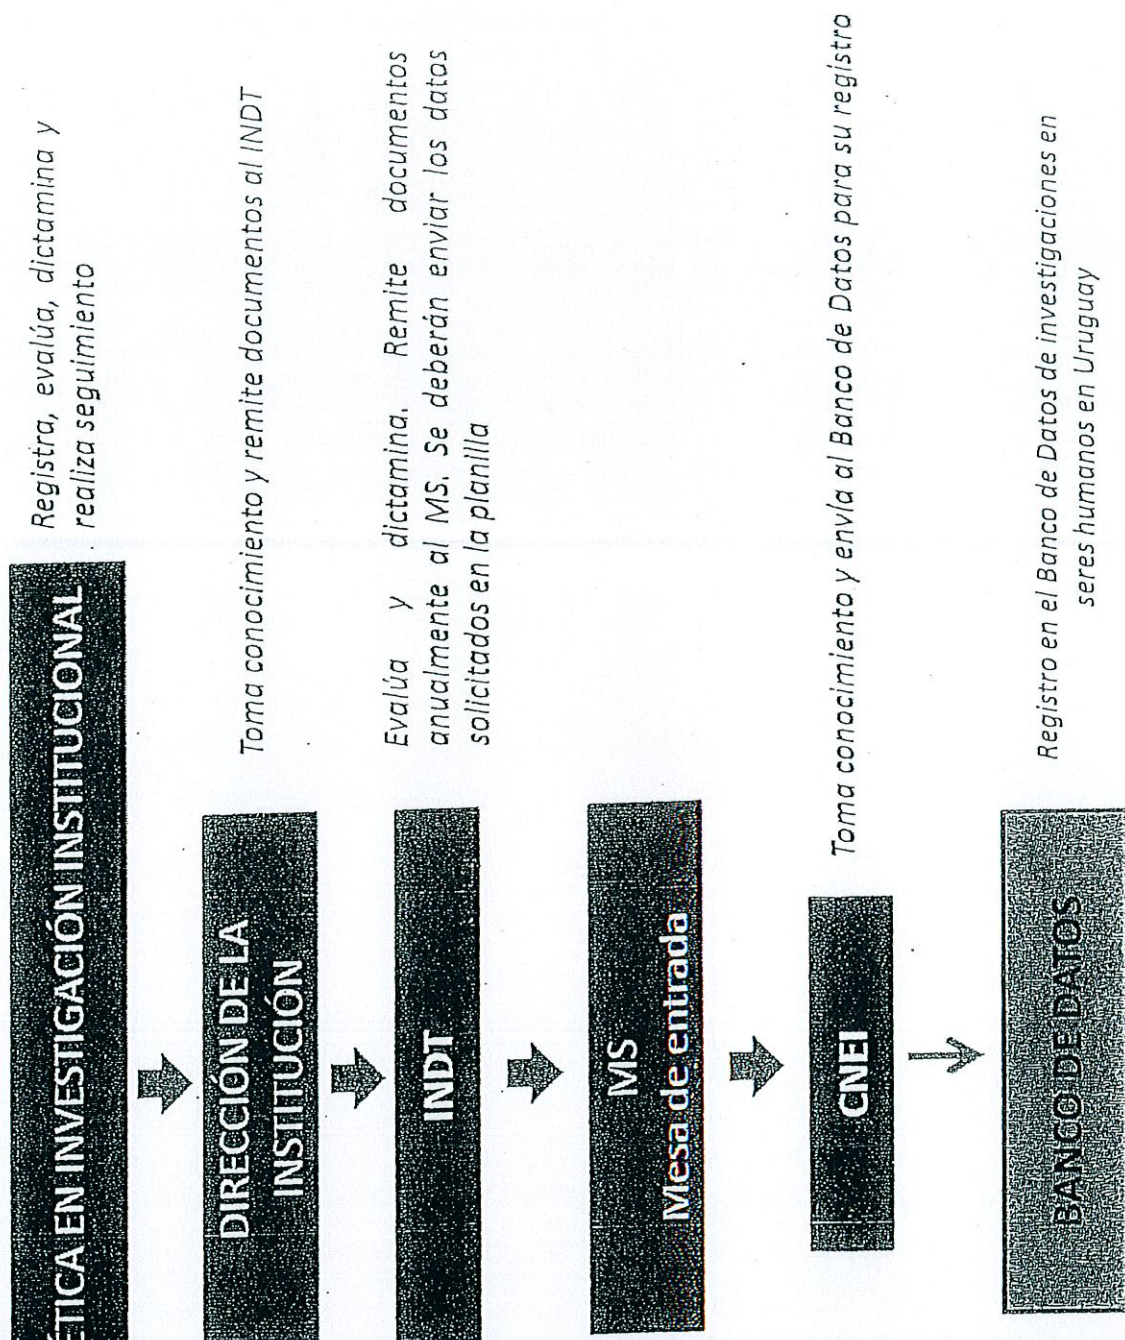 ÉTICA EN INVESTIGACIÓN INSTITUCIONAL
Registra, evalúa, dictamina y
realiza seguimiento
DIRECCIÓN DE LA
INSTITUCIÓN
Toma conocimiento y remite documentos al INDT
INDT
Evalúa y dictamina. Remite documentos
anualmente al MS. Se deberán enviar los datos
solicitados en la planilla
MS
Mesa de entrada
CNEI
Toma conocimiento y envía al Banco de Datos para su registro
BANCO DE DATOS
Registro en el Banco de Datos de investigaciones en
seres humanos en Uruguay